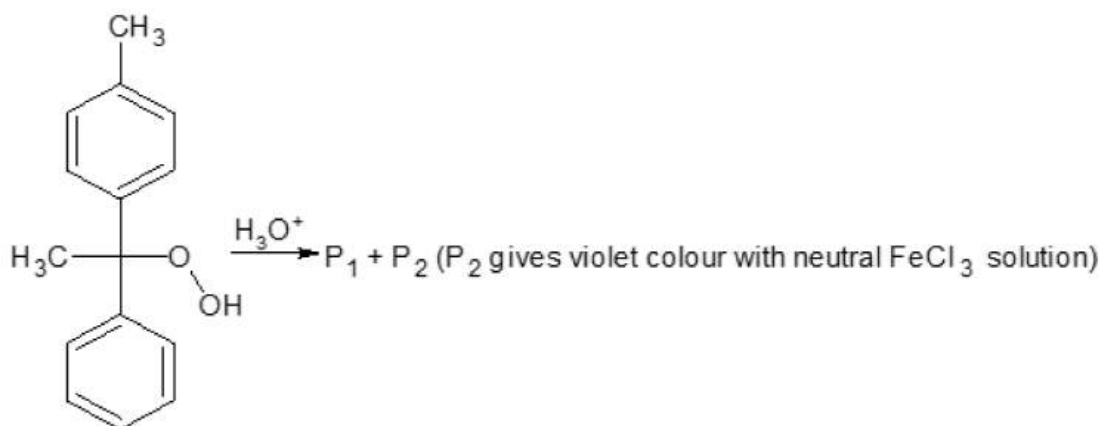 CH3
H3C
O
OH
H3O+
P1 + P2 (P2 gives violet colour with neutral FeCl3 solution)